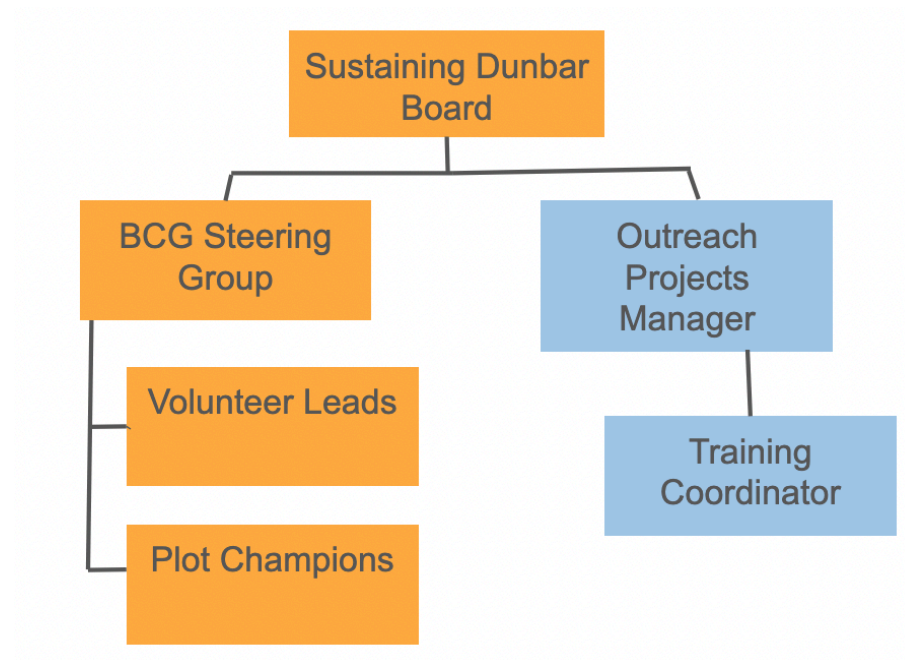 Sustaining Dunbar
Board
BCG Steering
Group
Outreach
Projects
Manager
Volunteer Leads
Training
Coordinator
Plot Champions